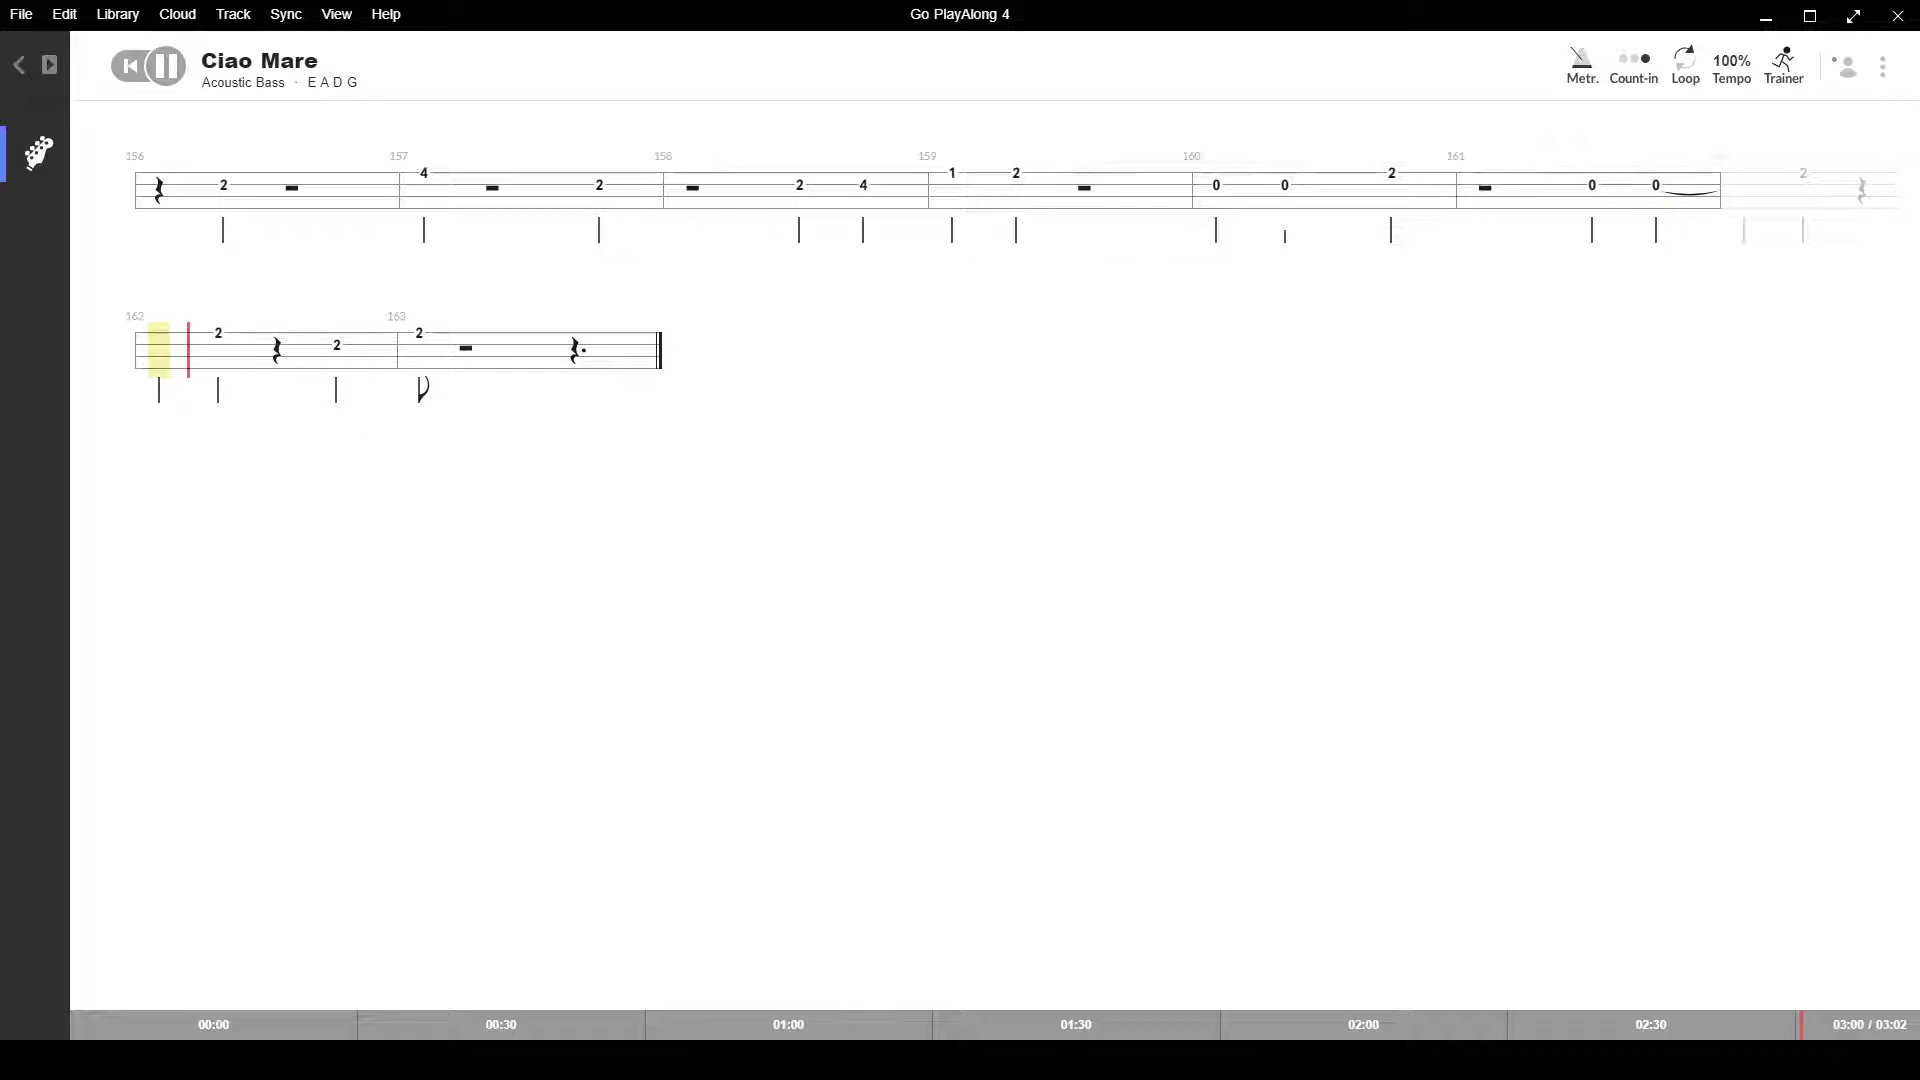 File Edit Library Cloud Track Sync View Help Go PlayAlong 4
Ciao Mare
Acoustic Bass · E A D G
100%
Metr. Count-in Loop Tempo Trainer
156 157 158 159 160 161
4 1 2 2 2
2 2 2 4 0 0 0 0
162 163
2 2
2
00:00 00:30 01:00 01:30 02:00 02:30 03:00 / 03:02